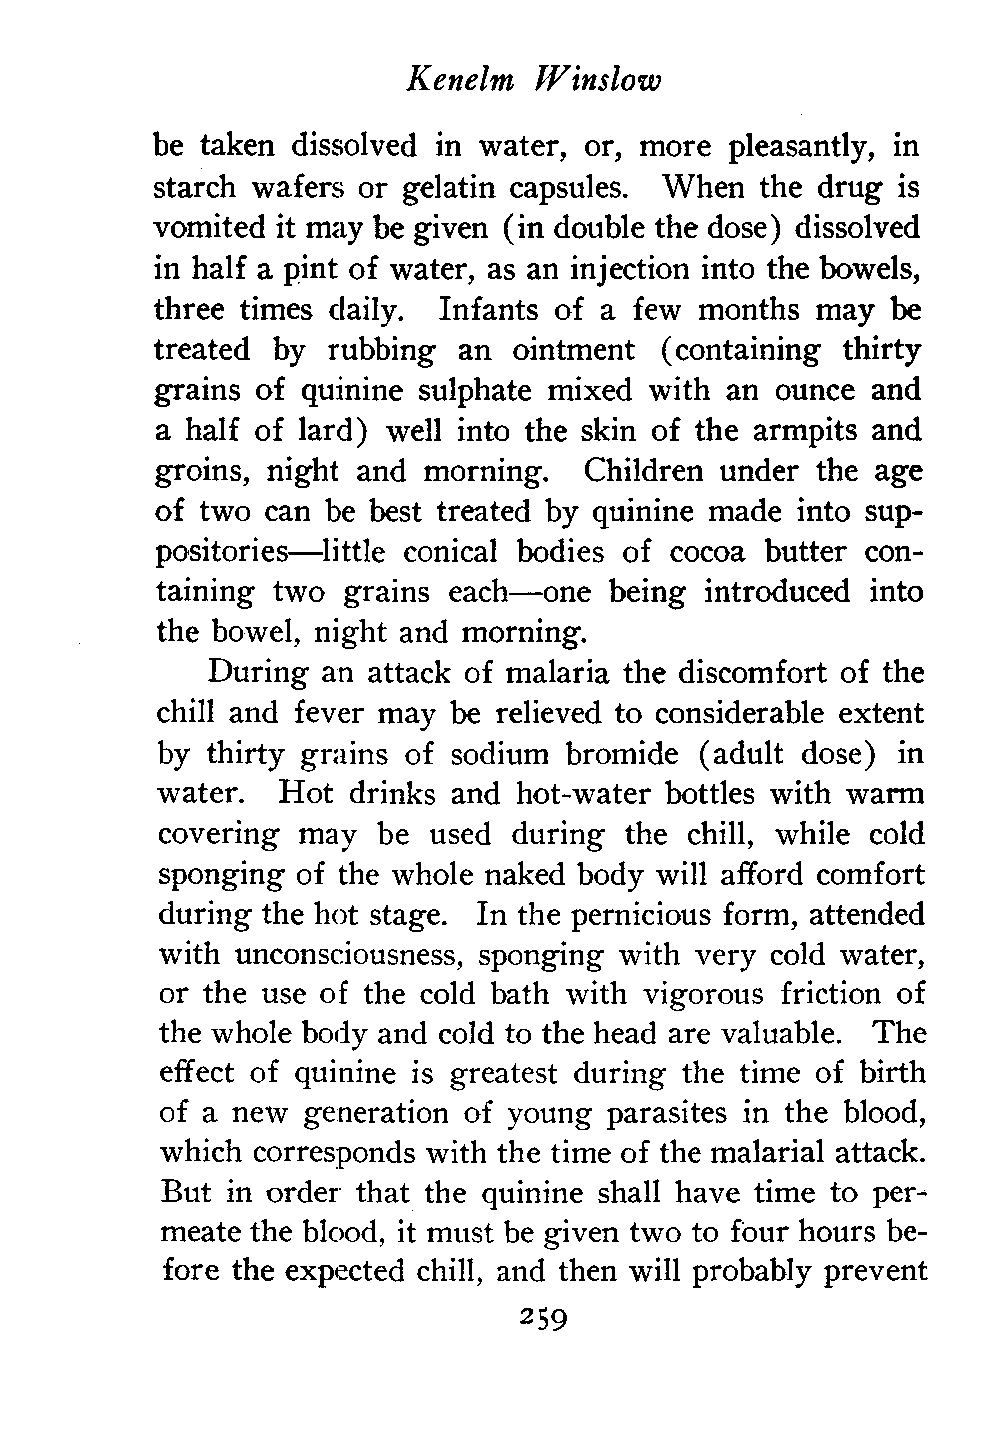 Kenelm Winslow
be taken dissolved in water, or, more pleasantly, in
starch wafers or gelatin capsules. When the drug is
vomited it may be given (in double the dose) dissolved
in half a pint of water, as an injection into the bowels,
three times daily. Infants of a few months may be
treated by rubbing an ointment (containing thirty
grains of quinine sulphate mixed with an ounce and
a half of lard) well into the skin of the armpits and
groins, night and morning. Children under the age
of two can be best treated by quinine made into sup-
positories—little conical bodies of cocoa butter con-
taining two grains each—one being introduced into
the bowel, night and morning.
During an attack of malaria the discomfort of the
chill and fever may be relieved to considerable extent
by thirty grains of sodium bromide (adult dose) in
water. Hot drinks and hot-water bottles with warm
covering may be used during the chill, while cold
sponging of the whole naked body will afford comfort
during the hot stage. In the pernicious form, attended
with unconsciousness, sponging with very cold water,
or the use of the cold bath with vigorous friction of
the whole body and cold to the head are valuable. The
effect of quinine is greatest during the time of birth
of a new generation of young parasites in the blood,
which corresponds with the time of the malarial attack.
But in order that the quinine shall have time to per-
meate the blood, it must be given two to four hours be-
fore the expected chill, and then will probably prevent
259